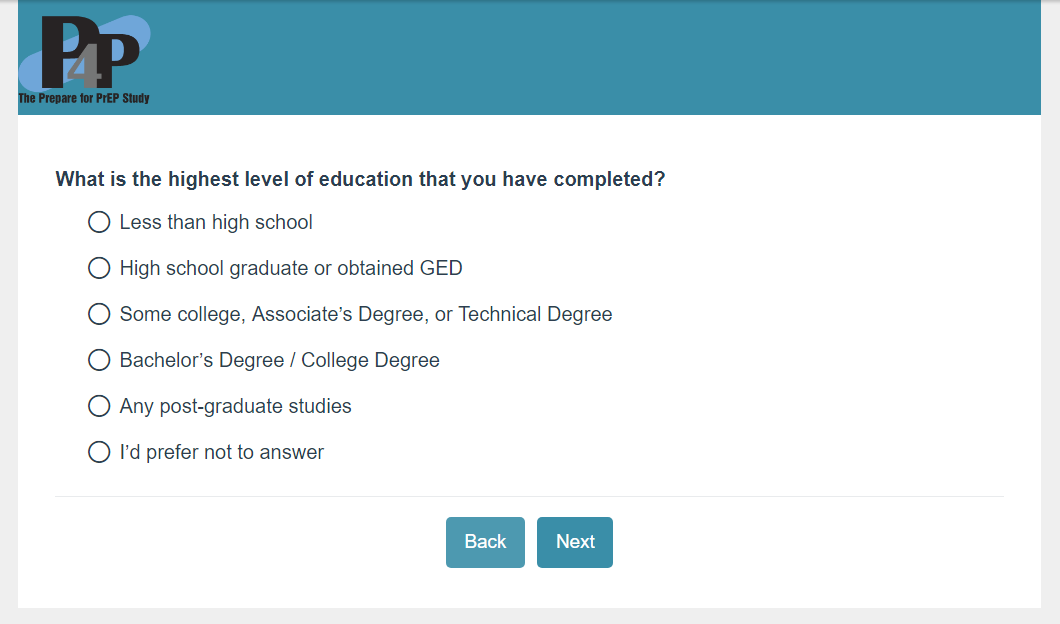 P4P
The Prepare for PrEP Study
What is the highest level of education that you have completed?
Less than high school
High school graduate or obtained GED
Some college, Associate’s Degree, or Technical Degree
Bachelor’s Degree / College Degree
Any post-graduate studies
I’d prefer not to answer
Back Next